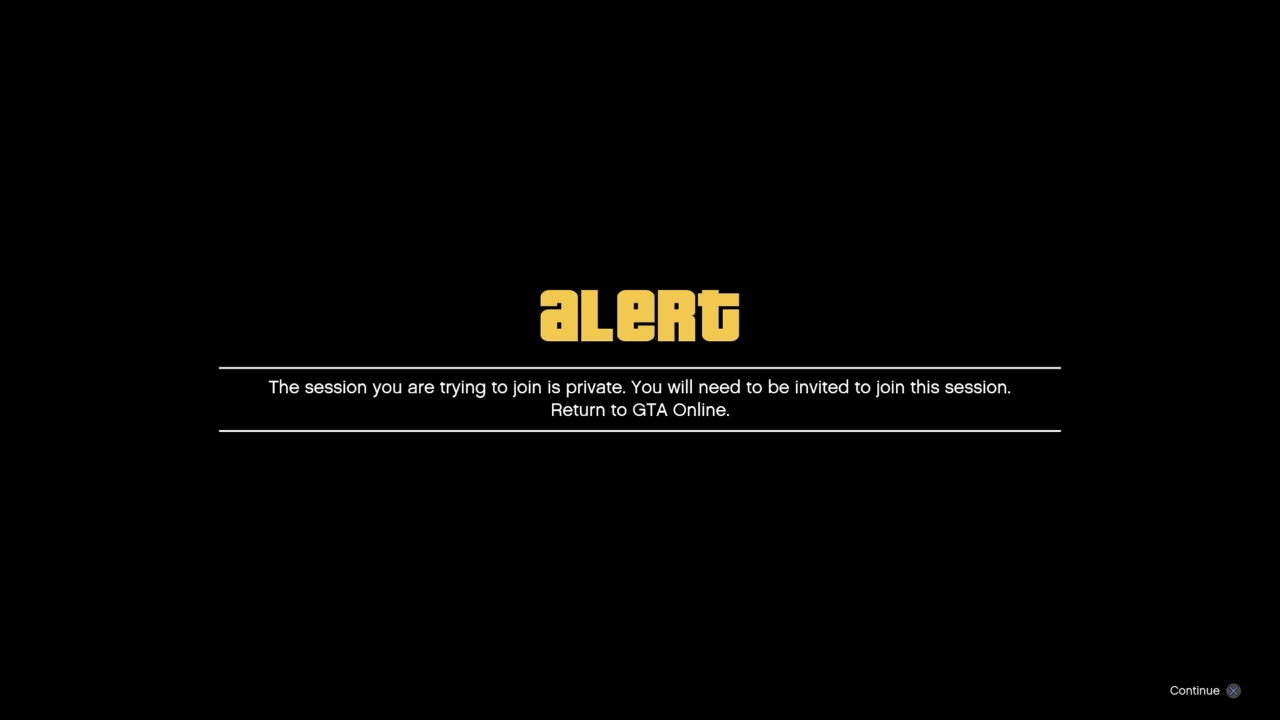 aLeRt
The session you are trying to join is private. You will need to be invited to join this session.
Return to GTA Online.
Continue